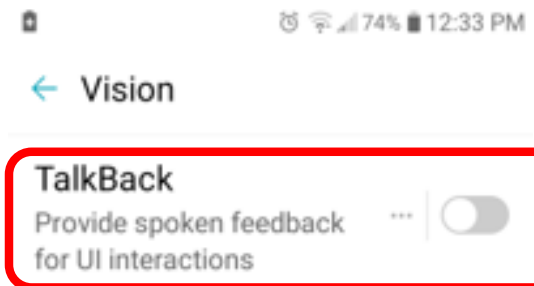 74% 12:33 PM
Vision
TalkBack
Provide spoken feedback
for UI interactions